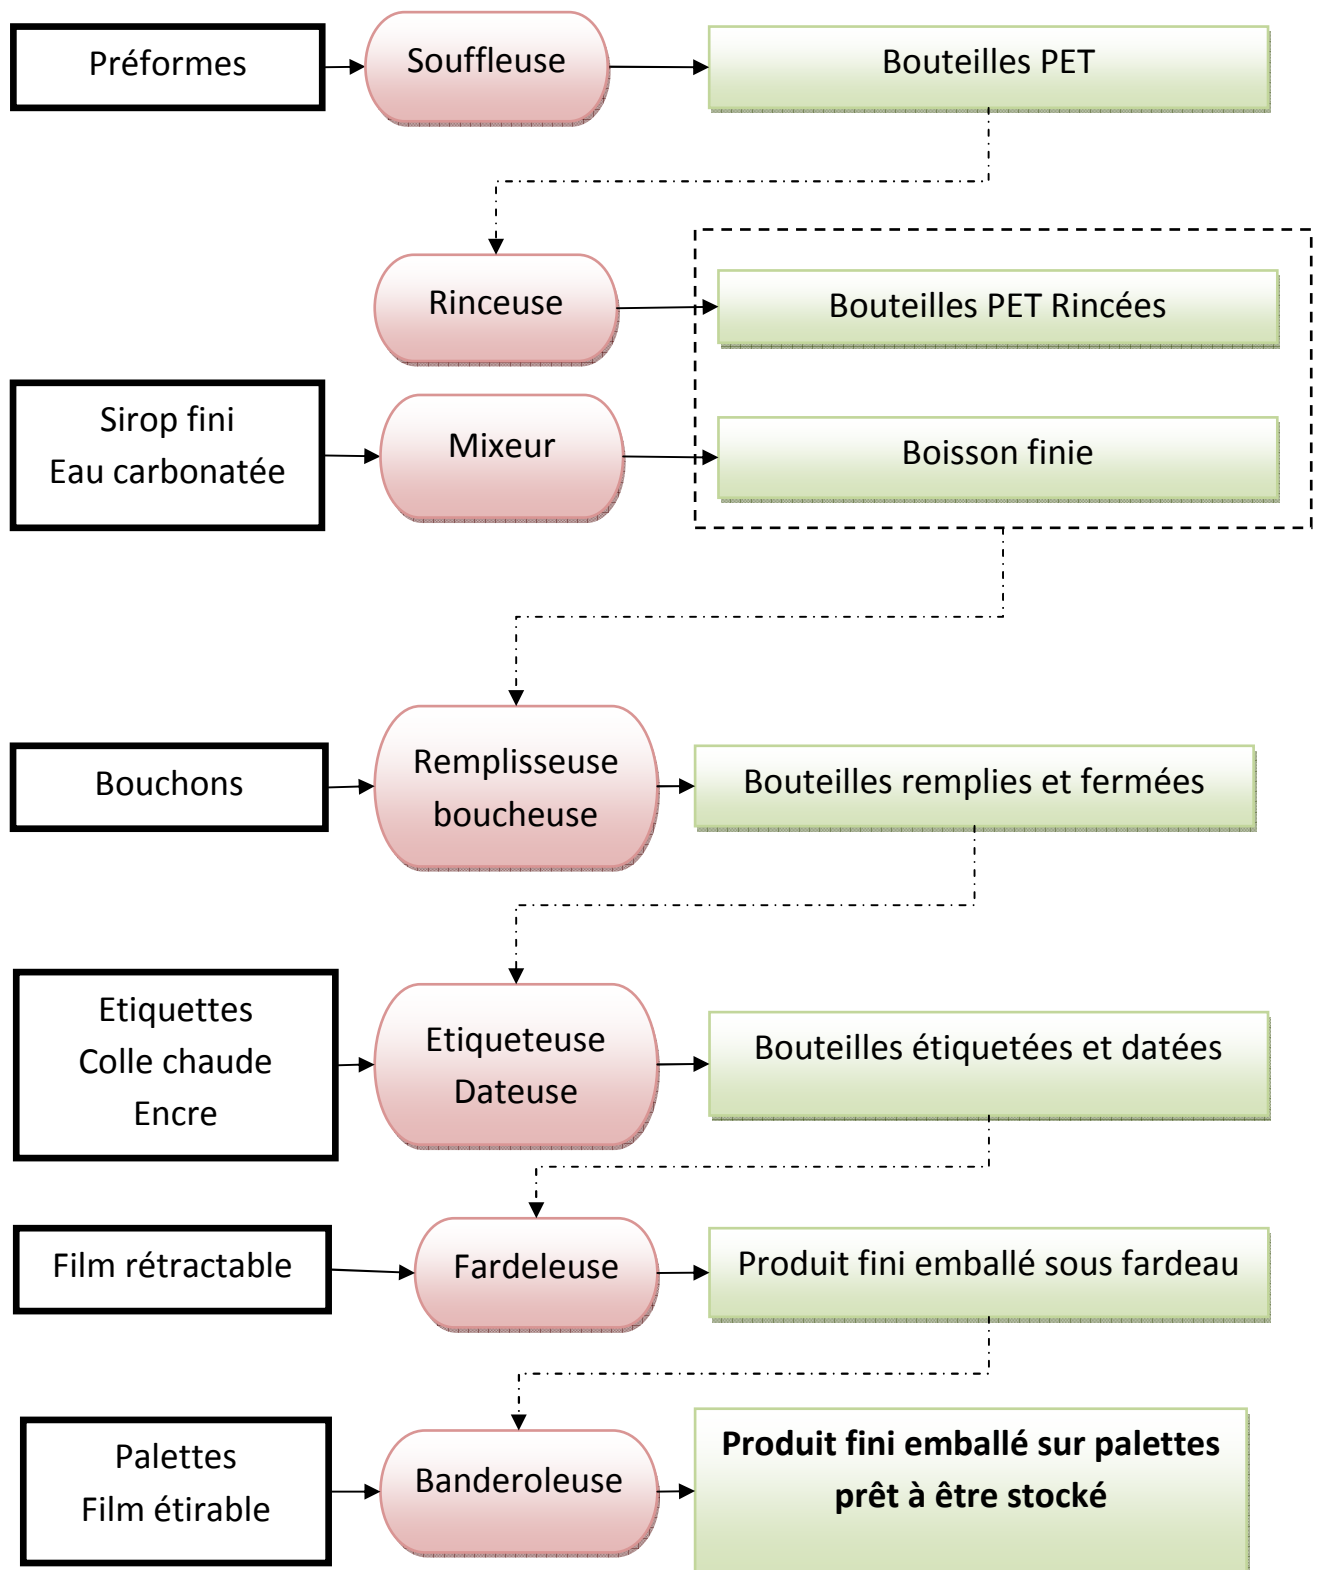 Préformes
Souffleuse
Bouteilles PET
Rinceuse
Bouteilles PET Rincées
Sirop fini
Eau carbonatée
Mixeur
Boisson finie
Bouchons
Remplisseuse
boucheuse
Bouteilles remplies et fermées
Etiquettes
Colle chaude
Encre
Etiqueteuse
Dateuse
Bouteilles étiquetées et datées
Film rétractable
Fardeleuse
Produit fini emballé sous fardeau
Palettes
Film étirable
Banderoleuse
Produit fini emballé sur palettes
prêt à être stocké